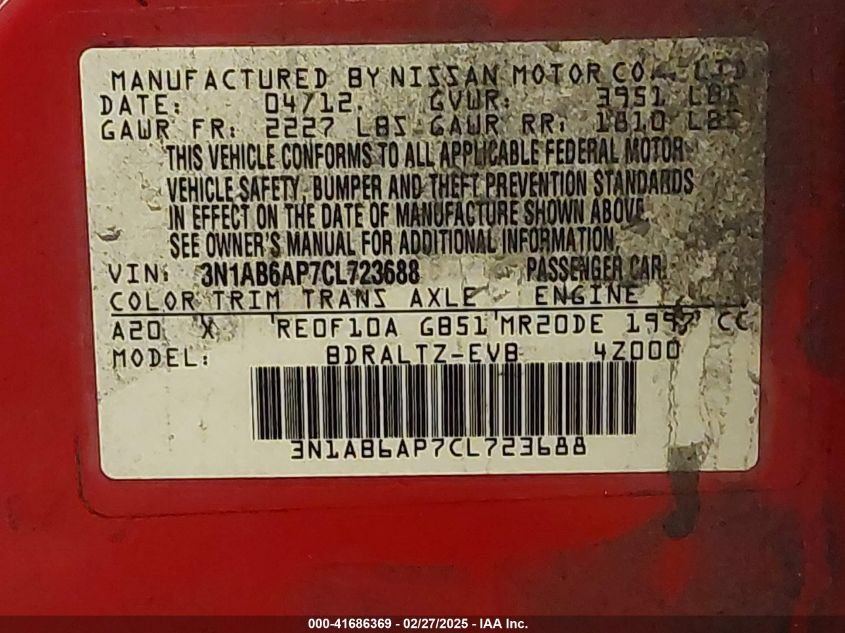 MANUFACTURED BY NISSAN MOTOR CO., LTD
DATE: 04/12. GVWR: 3951 LBS
GAWR FR: 2227 LBS GAWR RR: 1810 LBS
THIS VEHICLE CONFORMS TO ALL APPLICABLE FEDERAL MOTOR
VEHICLE SAFETY, BUMPER AND THEFT PREVENTION STANDARDS
IN EFFECT ON THE DATE OF MANUFACTURE SHOWN ABOVE.
SEE OWNER'S MANUAL FOR ADDITIONAL INFORMATION.
VIN: 3N1AB6AP7CL723688 PASSENGER CAR
COLOR TRIM TRANS AXLE ENGINE
A20 X RE0F10A GB51 MR20DE 1997 CC
MODEL: BDRALTZ-EVB 4Z000
3N1AB6AP7CL723688
000-41686369 - 02/27/2025 - IAA Inc.